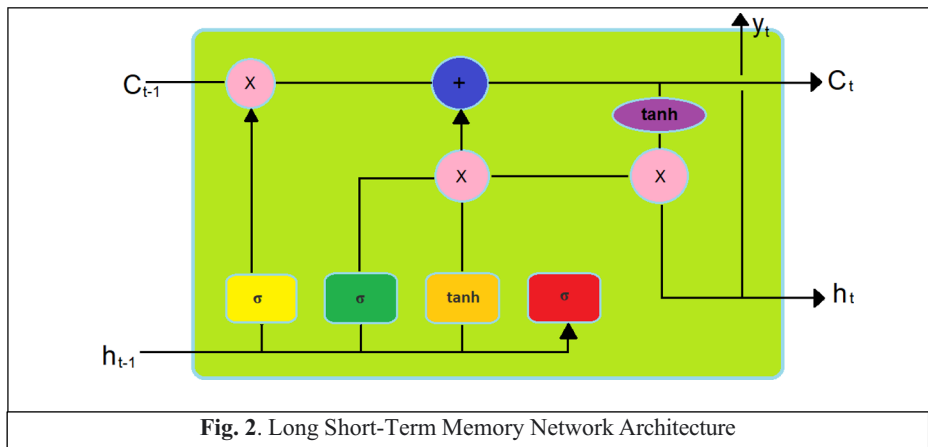 yₜ
Cₜ₋₁ X + Cₜ
tanh
X X
σ σ tanh σ
hₜ
hₜ₋₁
Fig. 2. Long Short-Term Memory Network Architecture